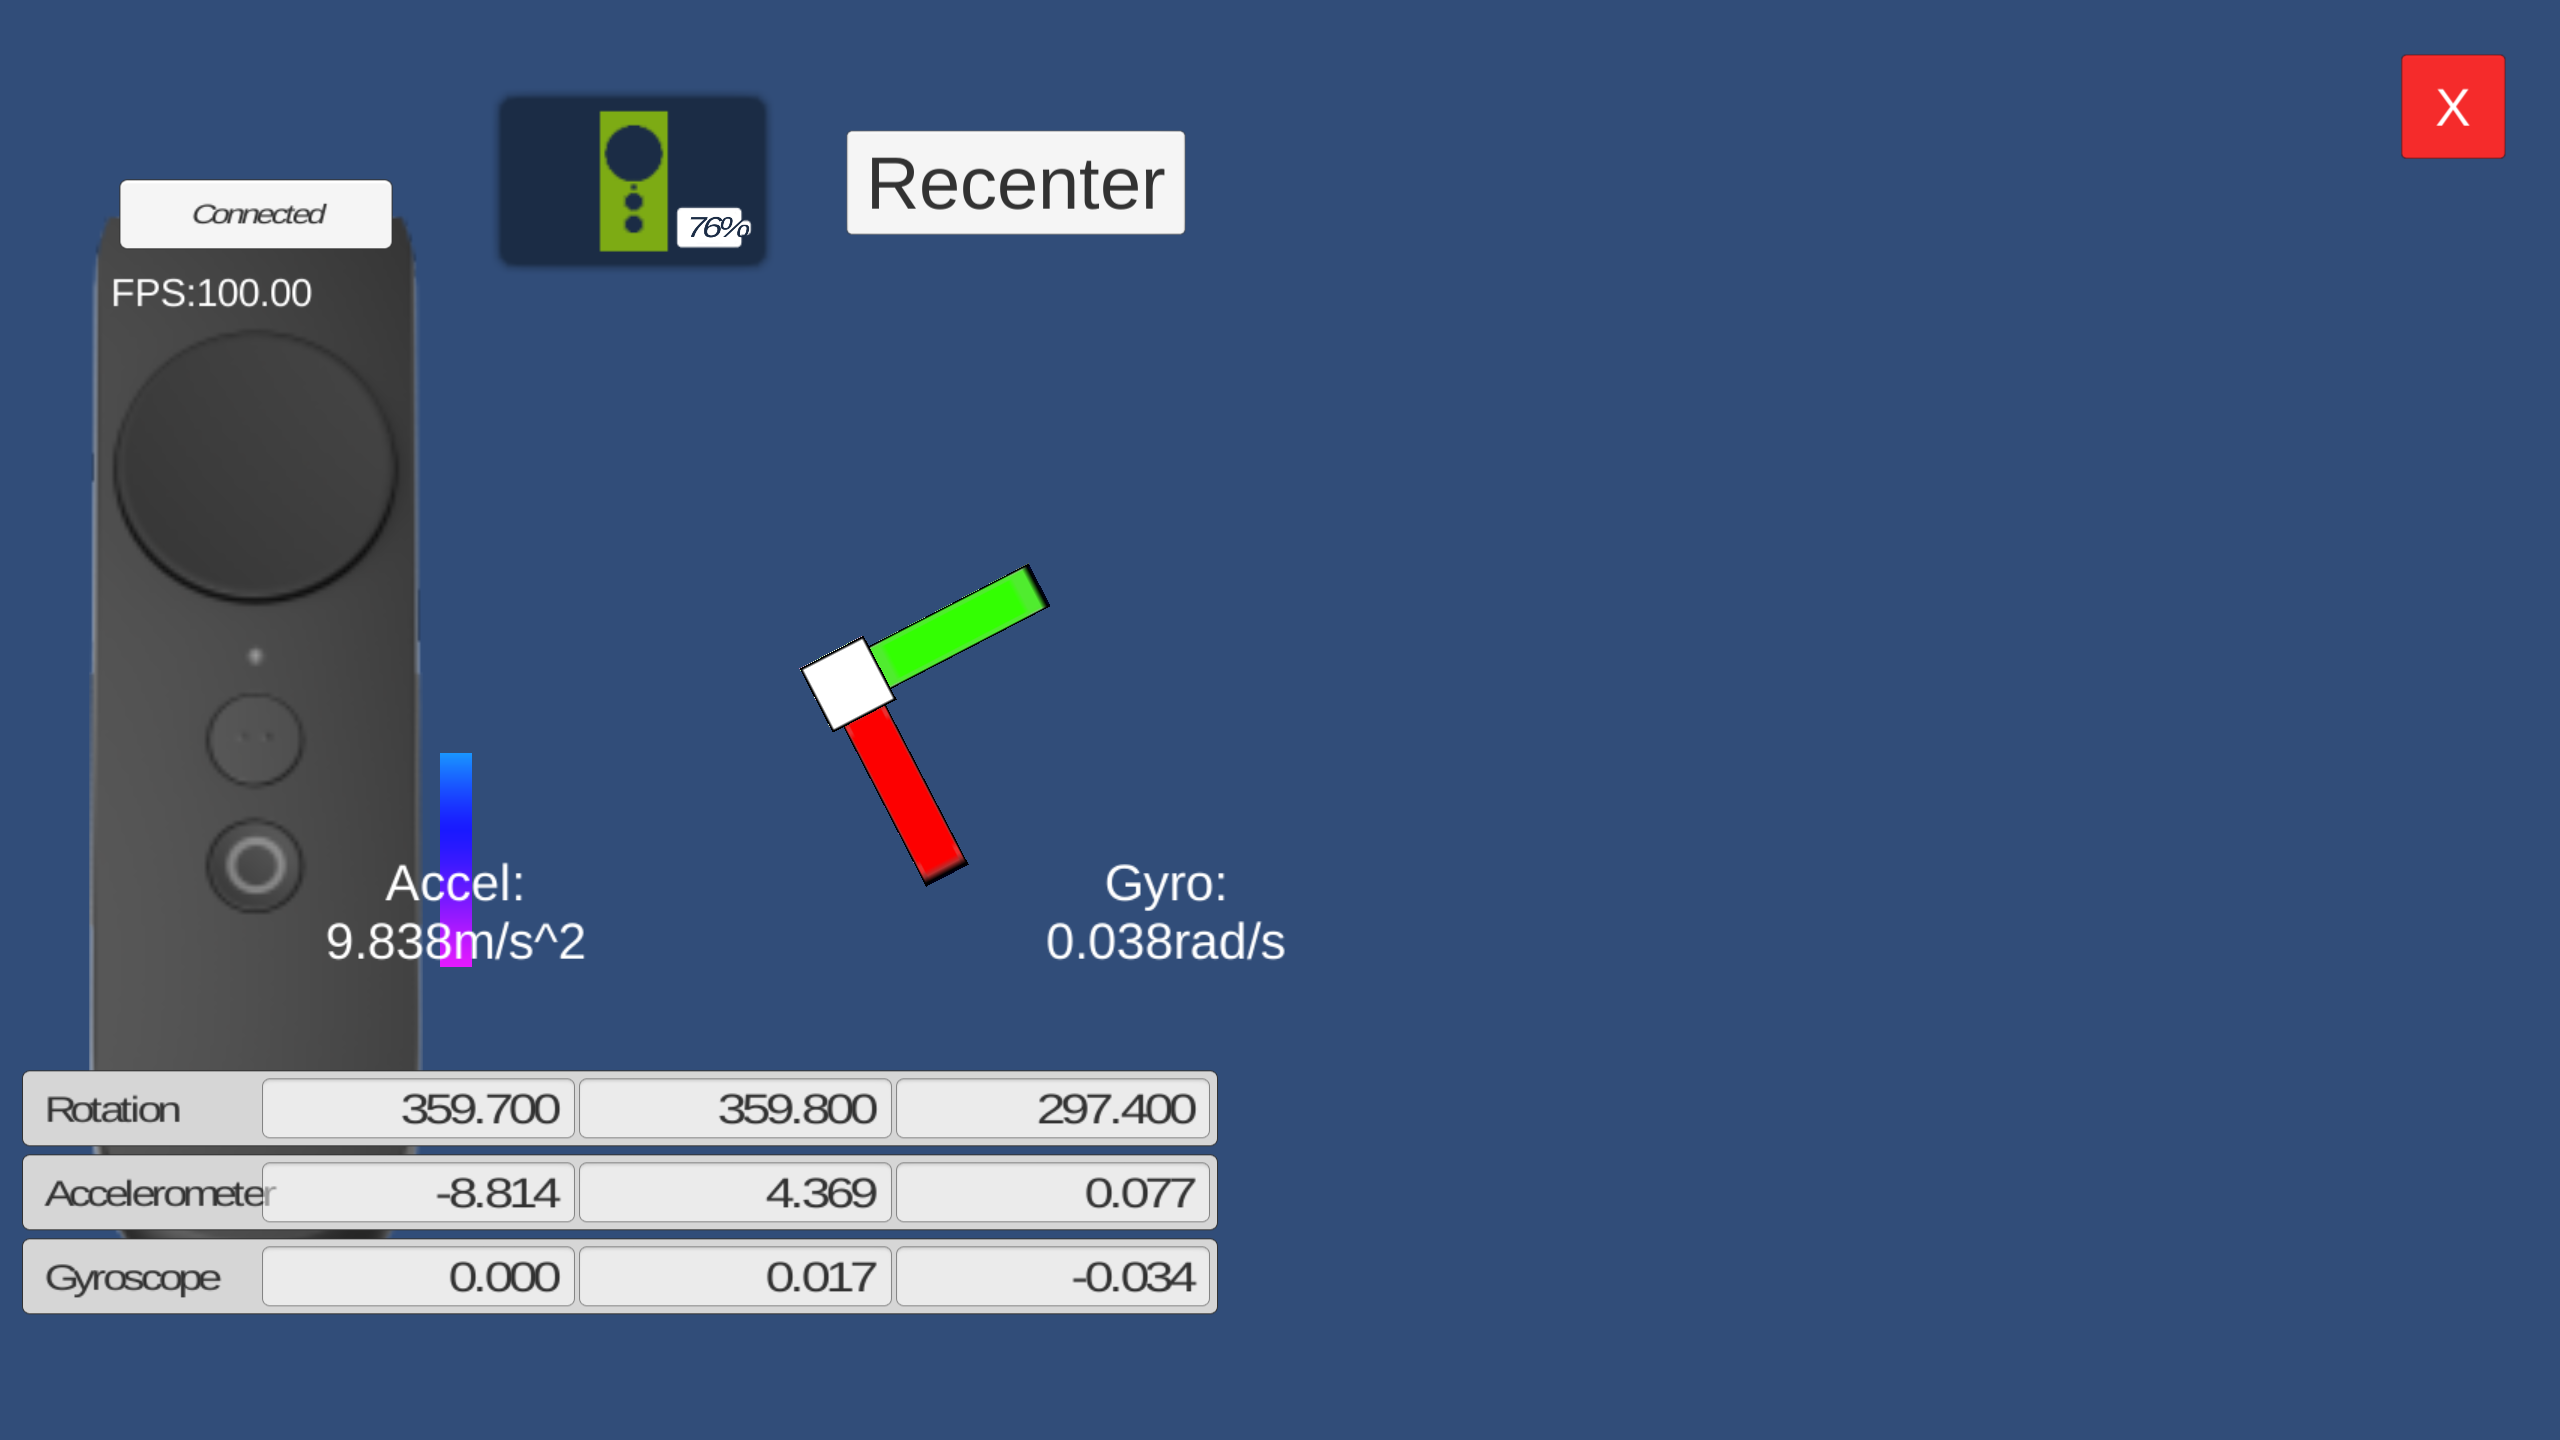 X
Recenter
Connected
76%
FPS:100.00
Accel:
9.838m/s^2
Gyro:
0.038rad/s
Rotation 359.700 359.800 297.400
Accelerometer -8.814 4.369 0.077
Gyroscope 0.000 0.017 -0.034